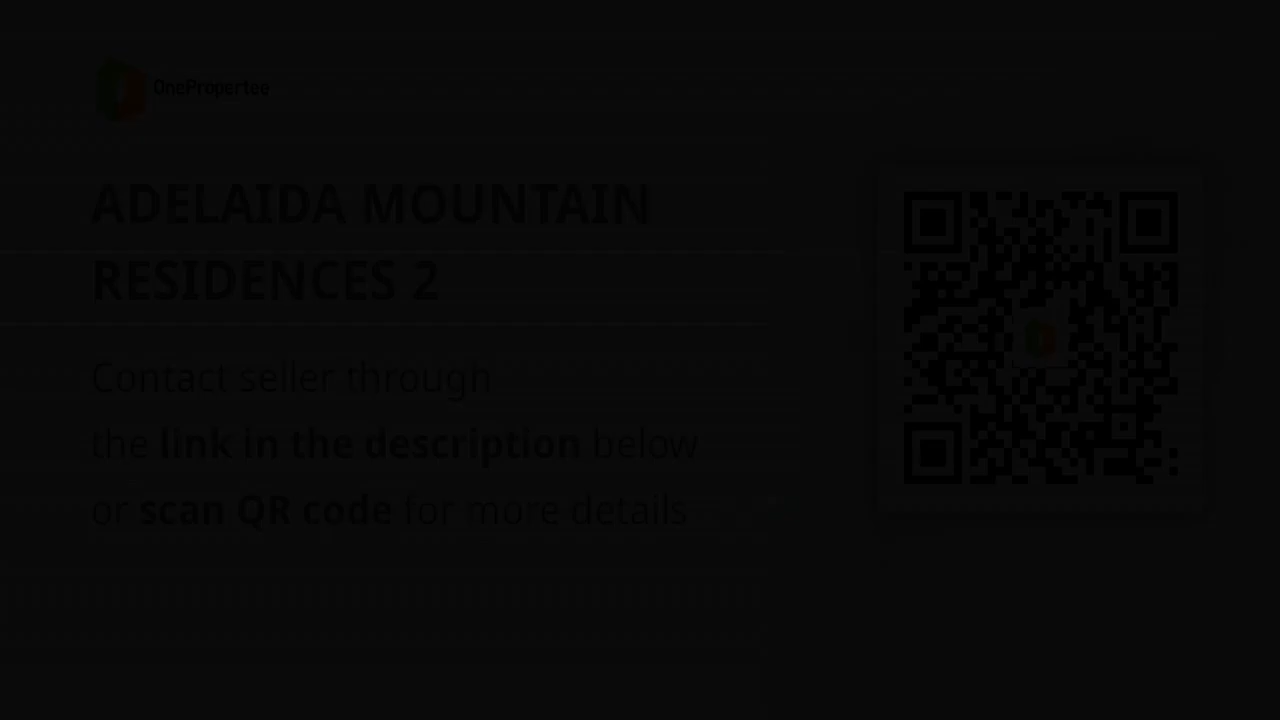 OnePropertee
ADELAIDA MOUNTAIN
RESIDENCES 2
Contact seller through
the link in the description below
or scan QR code for more details